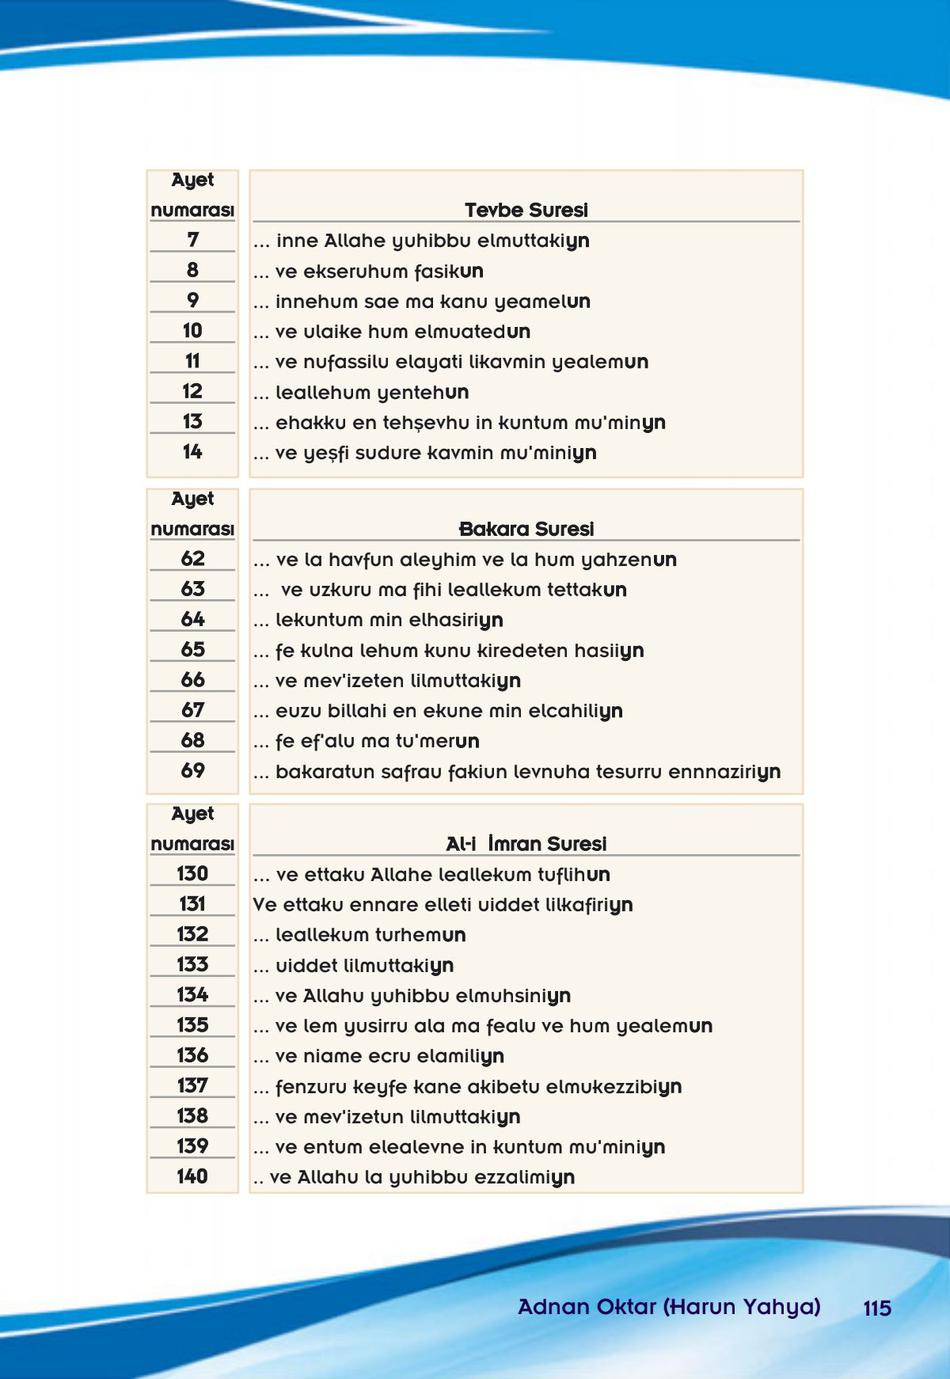 Ayet
numarası Tevbe Suresi
7 ... inne Allahe yuhibbu elmuttakiyn
8 ... ve ekseruhum fasikun
9 ... innehum sae ma kanu yeamelun
10 ... ve ulaike hum elmuatedun
11 ... ve nufassilu elayati likavmin yealemun
12 ... leallehum yentehun
13 ... ehakku en tehşevhu in kuntum mu'minyn
14 ... ve yeşfi sudure kavmin mu'miniyn
Ayet
numarası Bakara Suresi
62 ... ve la havfun aleyhim ve la hum yahzenun
63 ... ve uzkuru ma fihi leallekum tettakun
64 ... lekuntum min elhasiriyn
65 ... fe kulna lehum kunu kiredeten hasiiyn
66 ... ve mev'izeten lilmuttakiyn
67 ... euzu billahi en ekune min elcahiliyn
68 ... fe ef'alu ma tu'merun
69 ... bakaratun safrau fakiun levnuha tesurru ennnaziriyn
Ayet
numarası Al-i İmran Suresi
130 ... ve ettaku Allahe leallekum tuflihun
131 Ve ettaku ennare elleti uiddet lilkafiriyn
132 ... leallekum turhemun
133 ... uiddet lilmuttakiyn
134 ... ve Allahu yuhibbu elmuhsiniyn
135 ... ve lem yusirru ala ma fealu ve hum yealemun
136 ... ve niame ecru elamiliyn
137 ... fenzuru keyfe kane akibetu elmukezzibiyn
138 ... ve mev'izetun lilmuttakiyn
139 ... ve entum elealevne in kuntum mu'miniyn
140 .. ve Allahu la yuhibbu ezzalimiyn
Adnan Oktar (Harun Yahya) 115